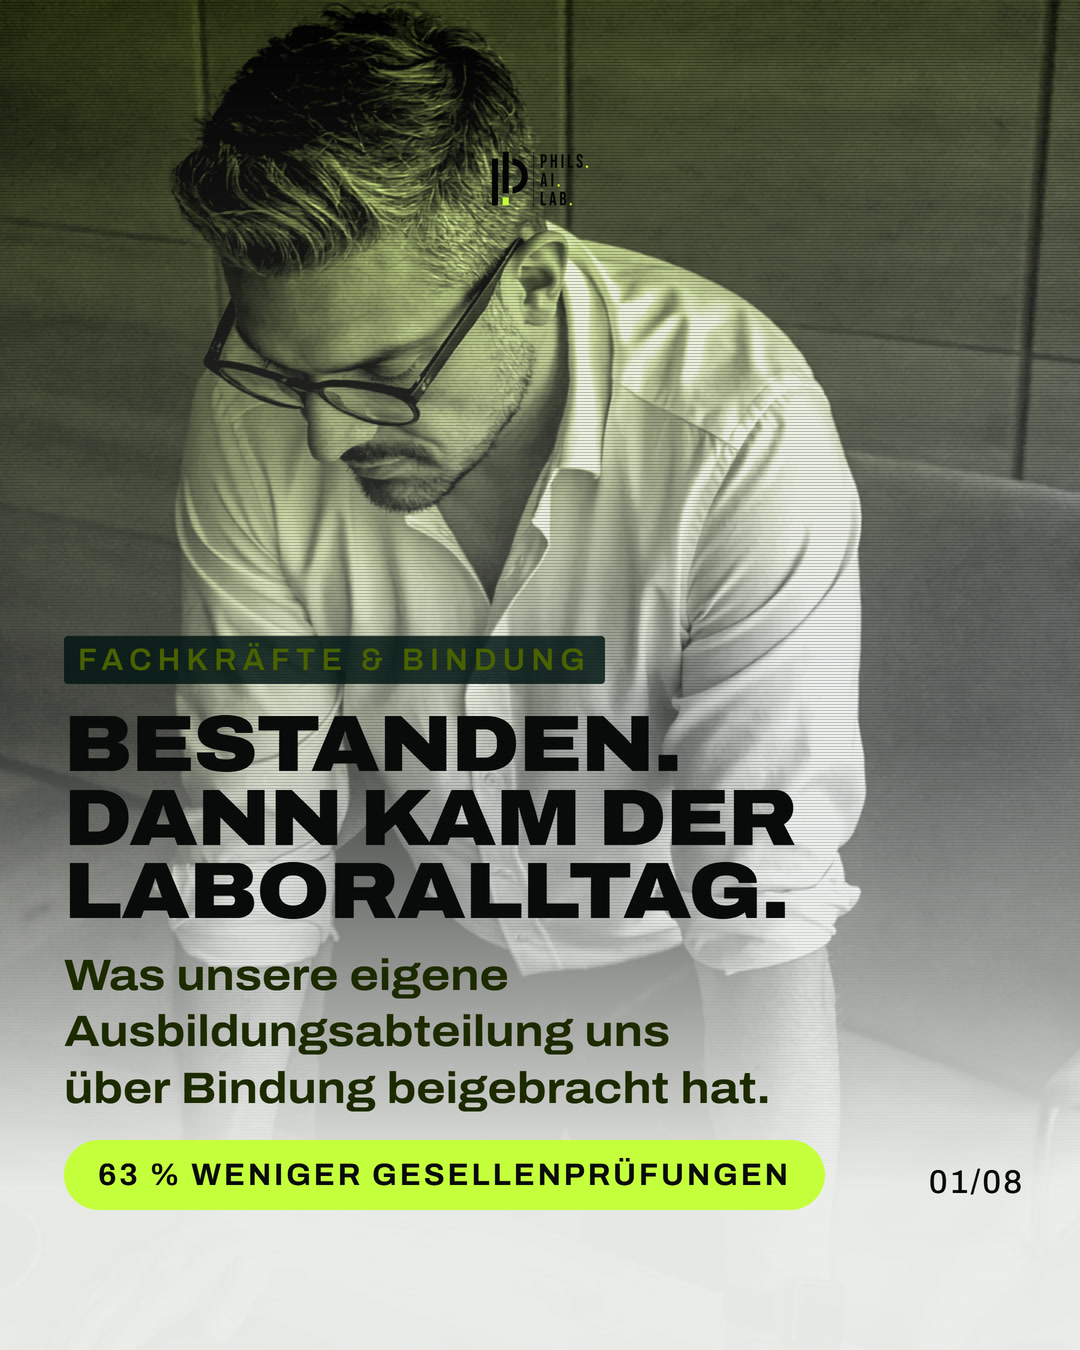 PHILS.
AI.
LAB.
FACHKRÄFTE & BINDUNG
BESTANDEN.
DANN KAM DER
LABORALLTAG.
Was unsere eigene
Ausbildungsabteilung uns
über Bindung beigebracht hat.
63 % WENIGER GESELLENPRÜFUNGEN
01/08